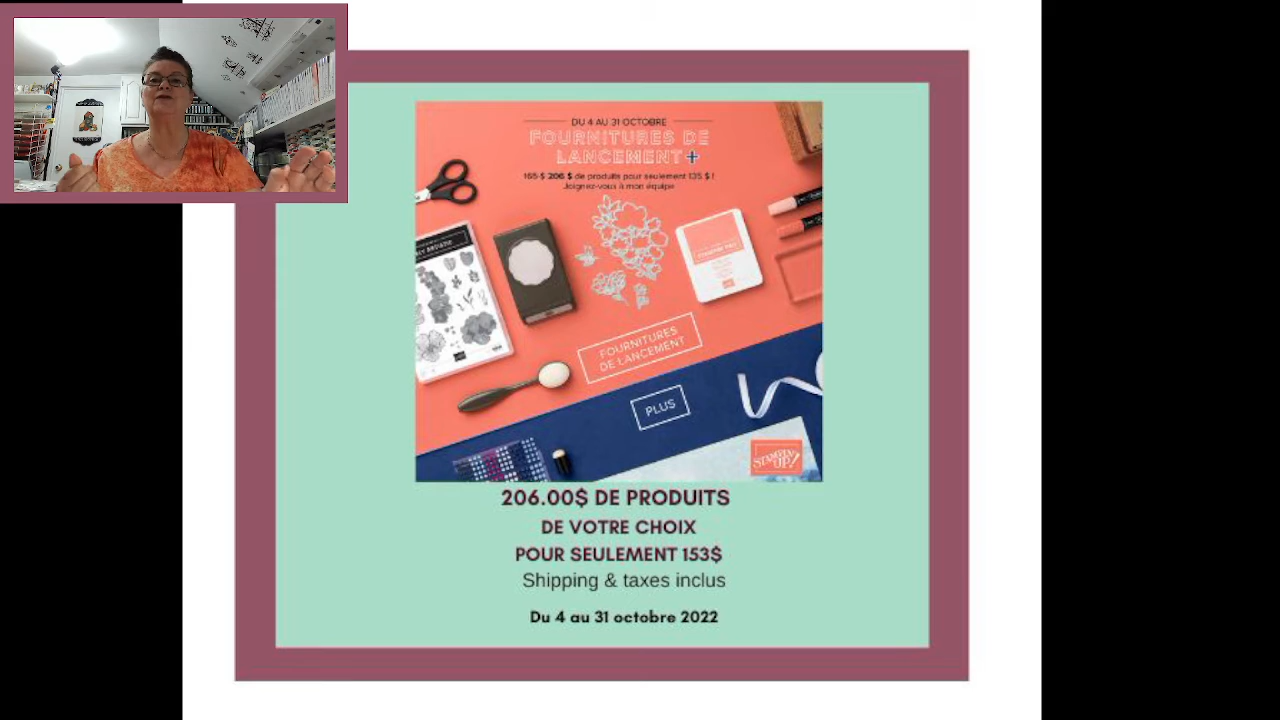 DU 4 AU 31 OCTOBRE
FOURNITURES DE
LANCEMENT+
165 $ 206 $ de produits pour seulement 135 $ !
Joignez-vous à mon équipe
FOURNITURES
DE LANCEMENT
PLUS
STAMPIN' UP!
206.00$ DE PRODUITS
DE VOTRE CHOIX
POUR SEULEMENT 153$
Shipping & taxes inclus
Du 4 au 31 octobre 2022